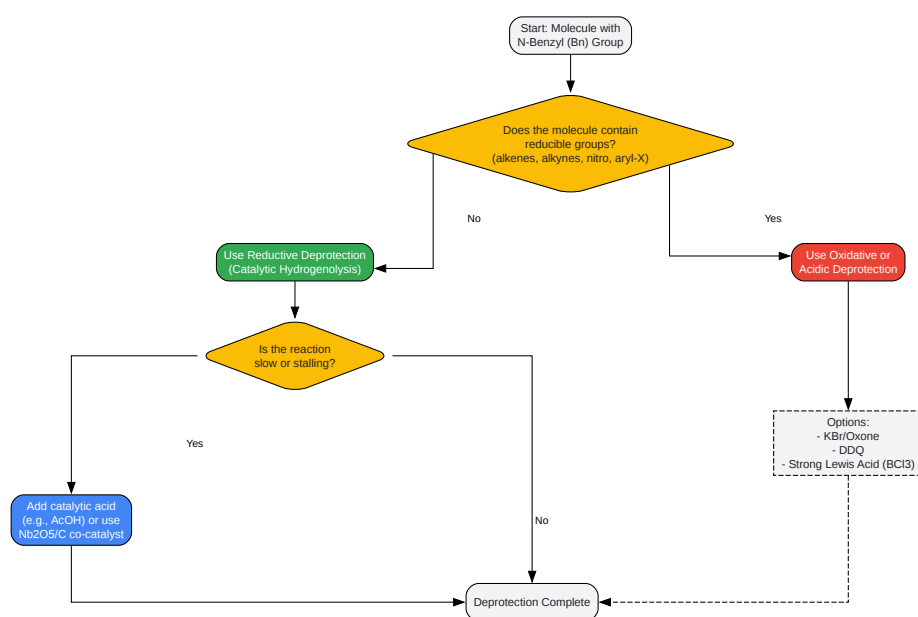 Start: Molecule with
N-Benzyl (Bn) Group
Does the molecule contain
reducible groups?
(alkenes, alkynes, nitro, aryl-X)
No
Yes
Use Reductive Deprotection
(Catalytic Hydrogenolysis)
Use Oxidative or
Acidic Deprotection
Is the reaction
slow or stalling?
Options:
- KBr/Oxone
- DDQ
- Strong Lewis Acid (BCl3)
Yes
Add catalytic acid
(e.g., AcOH) or use
Nb2O5/C co-catalyst
No
Deprotection Complete